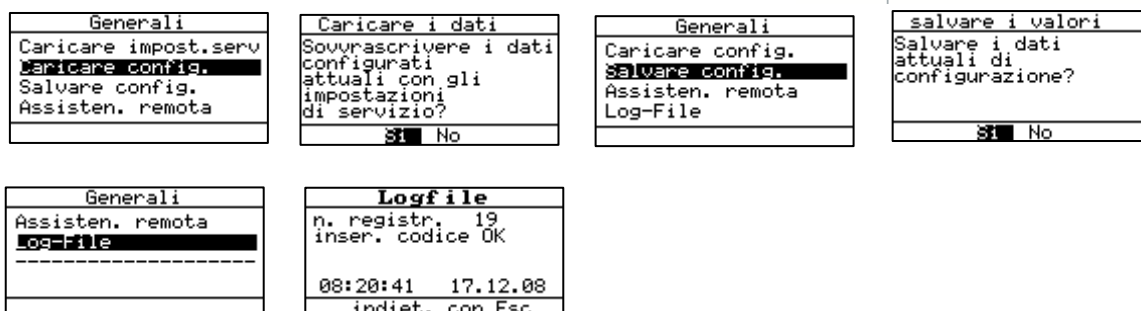 Generali
Caricare impost.serv
Caricare config.
Salvare config.
Assisten. remota
Caricare i dati
Sovvrascrivere i dati
configurati
attuali con gli
impostazioni
di servizio?
Si No
Generali
Caricare config.
Salvare config.
Assisten. remota
Log-File
salvare i valori
Salvare i dati
attuali di
configurazione?
Si No
Generali
Assisten. remota
Log-File
--------------------
Logfile
n. registr. 19
inser. codice OK
08:20:41 17.12.08
indiet. con Esc